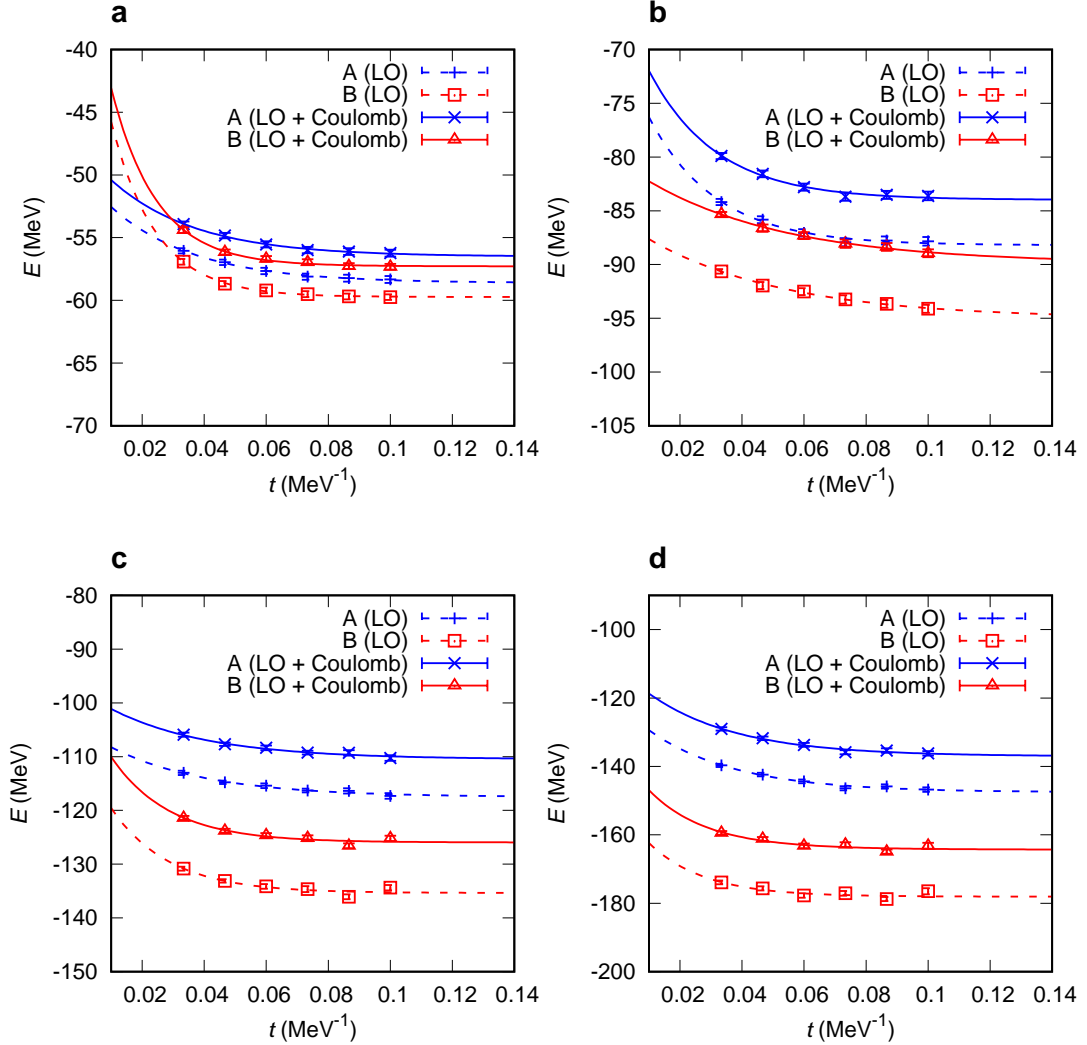 a
-40
-45
-50
-55
-60
-65
-70
E (MeV)
A (LO)
B (LO)
A (LO + Coulomb)
B (LO + Coulomb)
0.02 0.04 0.06 0.08 0.1 0.12 0.14
t (MeV⁻¹)
b
-70
-75
-80
-85
-90
-95
-100
-105
E (MeV)
A (LO)
B (LO)
A (LO + Coulomb)
B (LO + Coulomb)
0.02 0.04 0.06 0.08 0.1 0.12 0.14
t (MeV⁻¹)
c
-80
-90
-100
-110
-120
-130
-140
-150
E (MeV)
A (LO)
B (LO)
A (LO + Coulomb)
B (LO + Coulomb)
0.02 0.04 0.06 0.08 0.1 0.12 0.14
t (MeV⁻¹)
d
-100
-120
-140
-160
-180
-200
E (MeV)
A (LO)
B (LO)
A (LO + Coulomb)
B (LO + Coulomb)
0.02 0.04 0.06 0.08 0.1 0.12 0.14
t (MeV⁻¹)